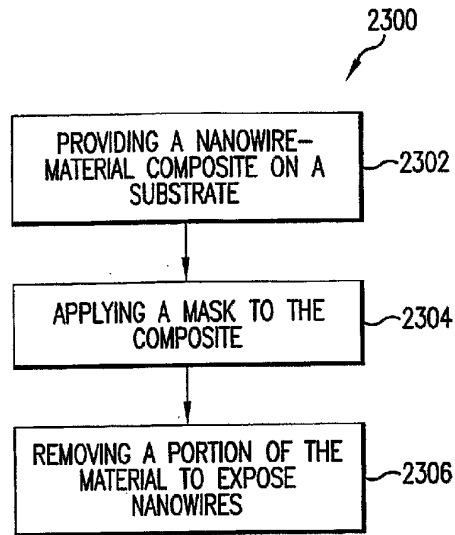 2300
PROVIDING A NANOWIRE-
MATERIAL COMPOSITE ON A
SUBSTRATE
2302
APPLYING A MASK TO THE
COMPOSITE
2304
REMOVING A PORTION OF THE
MATERIAL TO EXPOSE
NANOWIRES
2306